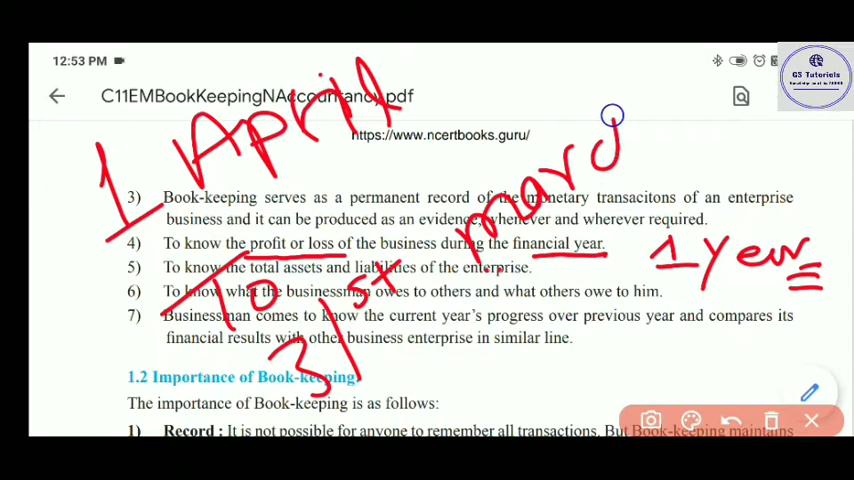 12:53 PM
GS Tutorials
C11EMBookKeepingNAccountancy.pdf
https://www.ncertbooks.guru/
1 April
To
31st marc
1 Year
3) Book-keeping serves as a permanent record of the monetary transacitons of an enterprise
business and it can be produced as an evidence, whenever and wherever required.
4) To know the profit or loss of the business during the financial year.
5) To know the total assets and liabilities of the enterprise.
6) To know what the businessman owes to others and what others owe to him.
7) Businessman comes to know the current year's progress over previous year and compares its
financial results with other business enterprise in similar line.
1.2 Importance of Book-keeping:
The importance of Book-keeping is as follows:
1) Record : It is not possible for anyone to remember all transactions. But Book-keeping maintains